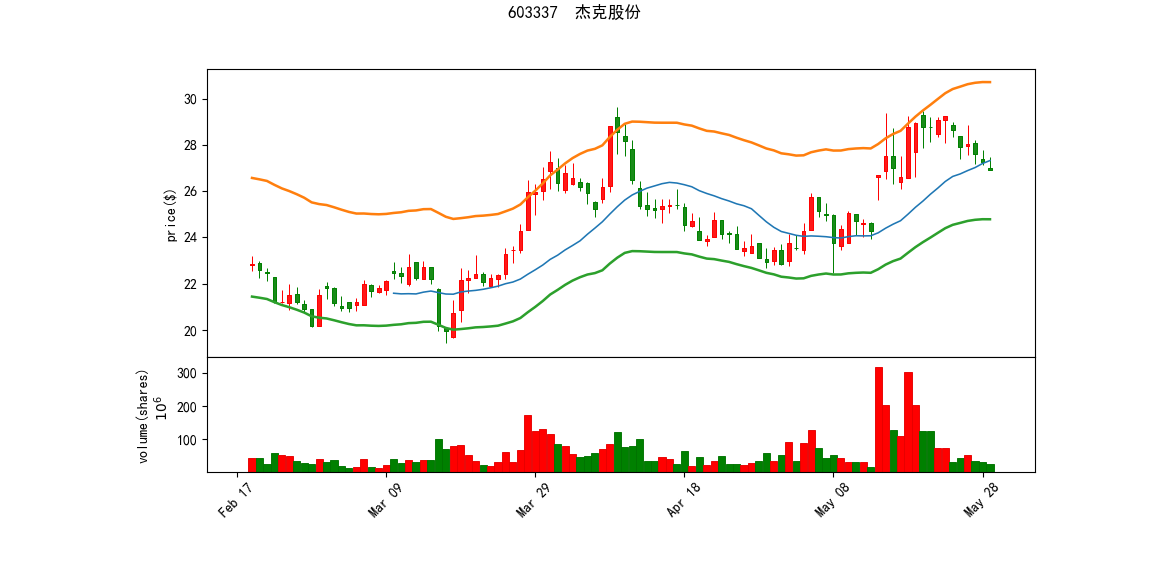 603337 杰克股份
price($)
30
28
26
24
22
20
volume(shares)
10^6
300
200
100
Feb 17
Mar 09
Mar 29
Apr 18
May 08
May 28